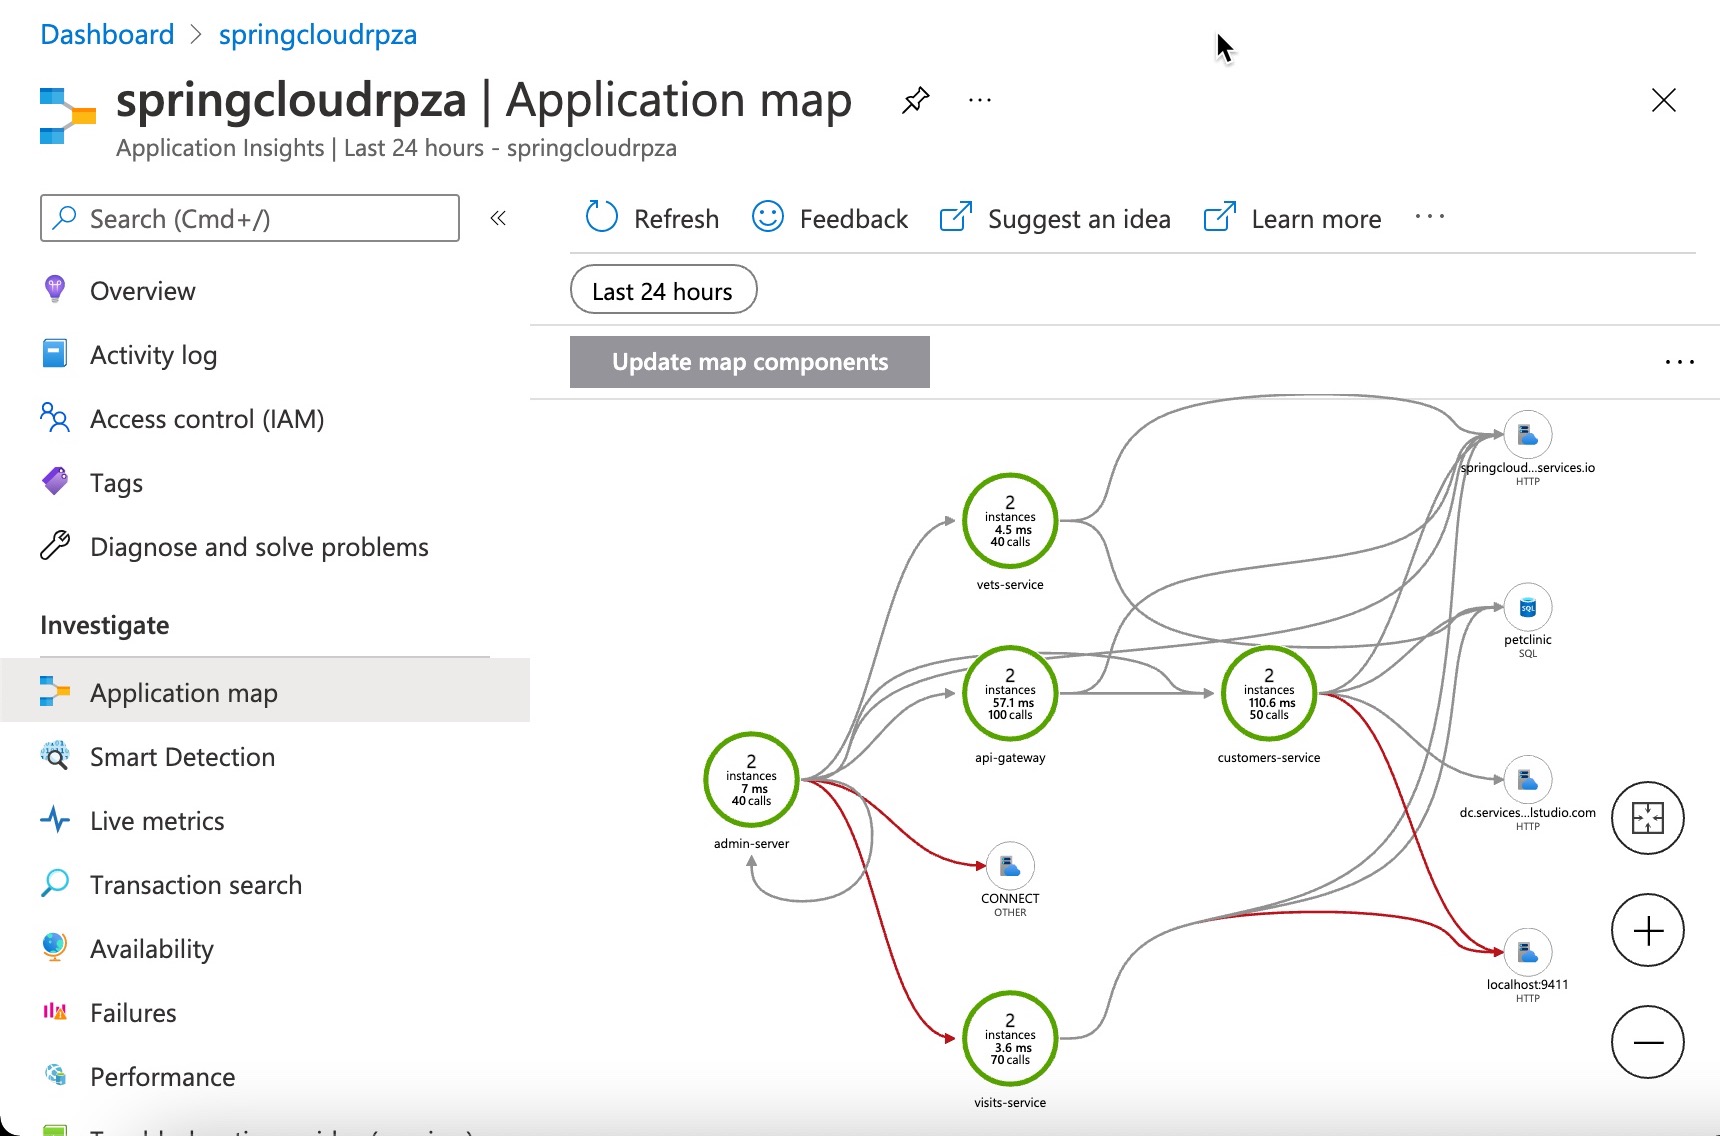 Dashboard > springcloudrpza
springcloudrpza | Application map
Application Insights | Last 24 hours - springcloudrpza
Search (Cmd+/)
Refresh
Feedback
Suggest an idea
Learn more
Overview
Activity log
Access control (IAM)
Tags
Diagnose and solve problems
Investigate
Application map
Smart Detection
Live metrics
Transaction search
Availability
Failures
Performance
Last 24 hours
Update map components
springcloud...services.io
HTTP
2
instances
4.5 ms
40 calls
vets-service
SQL
petclinic
SQL
2
instances
57.1 ms
100 calls
api-gateway
2
instances
110.6 ms
50 calls
customers-service
2
instances
7 ms
40 calls
admin-server
dc.services...lstudio.com
HTTP
CONNECT
OTHER
localhost:9411
HTTP
2
instances
3.6 ms
70 calls
visits-service